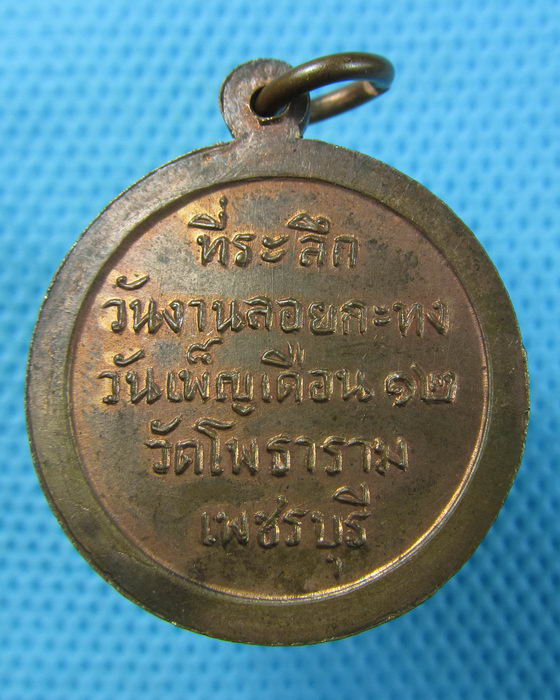 ที่ระลึก
วันงานลอยกะทง
วันเพ็ญเดือน ๑๒
วัดโพธาราม
เพชรบุรี